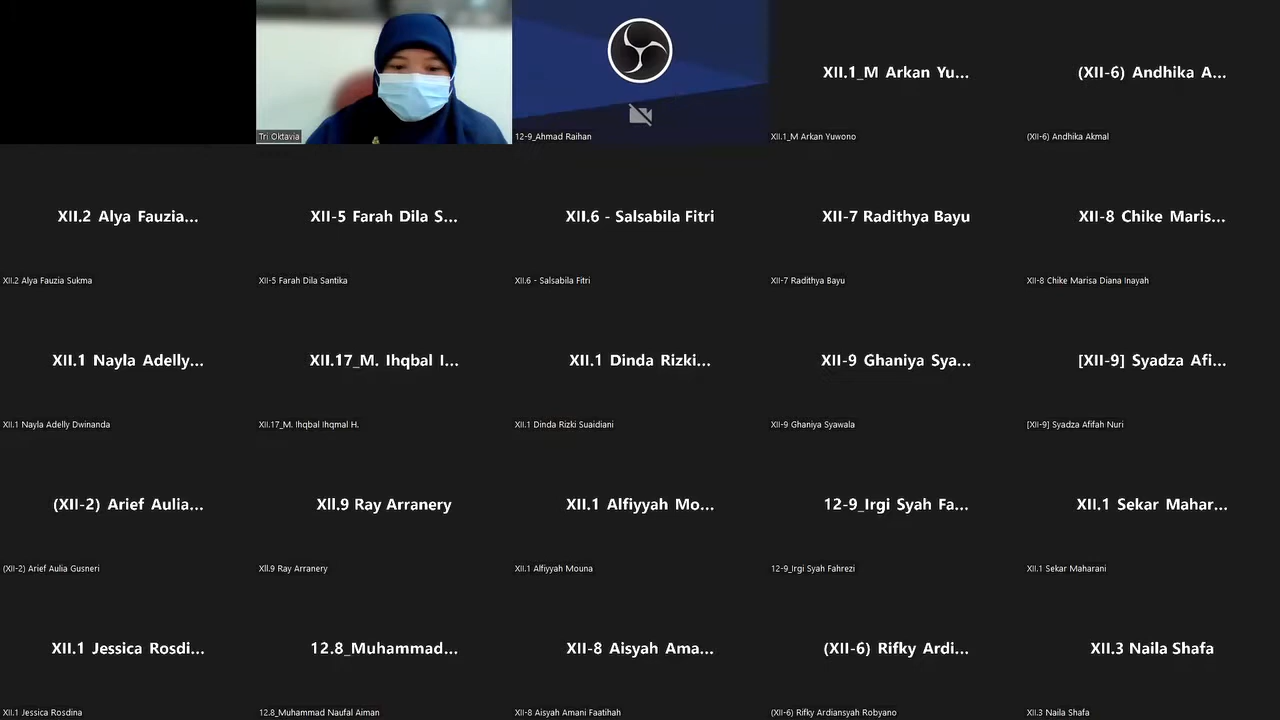 Tri Oktavia
12-9_Ahmad Raihan
XII.1_M Arkan Yu...
XII.1_M Arkan Yuwono
(XII-6) Andhika A...
(XII-6) Andhika Akmal
XII.2 Alya Fauzia...
XII.2 Alya Fauzia Sukma
XII-5 Farah Dila S...
XII-5 Farah Dila Santika
XII.6 - Salsabila Fitri
XII.6 - Salsabila Fitri
XII-7 Radithya Bayu
XII-7 Radithya Bayu
XII-8 Chike Maris...
XII-8 Chike Marisa Diana Inayah
XII.1 Nayla Adelly...
XII.1 Nayla Adelly Dwinanda
XII.17_M. Ihqbal I...
XII.17_M. Ihqbal Ihqmal H.
XII.1 Dinda Rizki...
XII.1 Dinda Rizki Suaidiani
XII-9 Ghaniya Sya...
XII-9 Ghaniya Syawala
[XII-9] Syadza Afi...
[XII-9] Syadza Afifah Nuri
(XII-2) Arief Aulia...
(XII-2) Arief Aulia Gusneri
Xll.9 Ray Arranery
Xll.9 Ray Arranery
XII.1 Alfiyyah Mo...
XII.1 Alfiyyah Mouna
12-9_Irgi Syah Fa...
12-9_Irgi Syah Fahrezi
XII.1 Sekar Mahar...
XII.1 Sekar Maharani
XII.1 Jessica Rosdi...
XII.1 Jessica Rosdina
12.8_Muhammad...
12.8_Muhammad Naufal Aiman
XII-8 Aisyah Ama...
XII-8 Aisyah Amani Faatihah
(XII-6) Rifky Ardi...
(XII-6) Rifky Ardiansyah Robyano
XII.3 Naila Shafa
XII.3 Naila Shafa